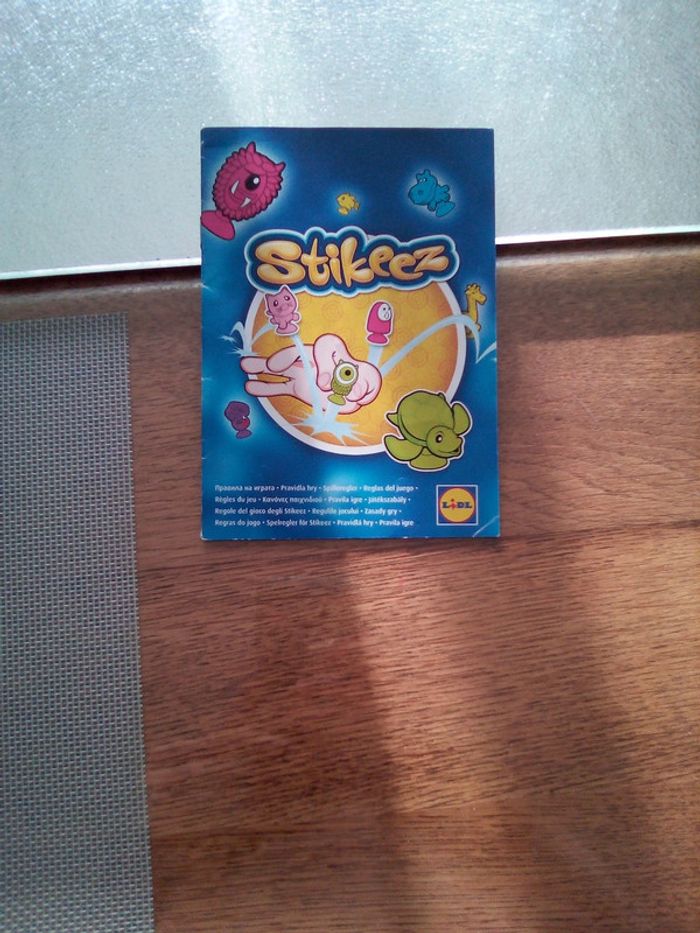 Stikeez
Правила на играта • Pravidla hry • Spilleregler • Reglas del juego •
Règles du jeu • Κανόνες παιχνιδιού • Pravila igre • Játékszabály •
Regole del gioco degli Stikeez • Regulile jocului • Zasady gry •
Regras do jogo • Spelregler för Stikeez • Pravidlá hry • Pravila igre
LIDL